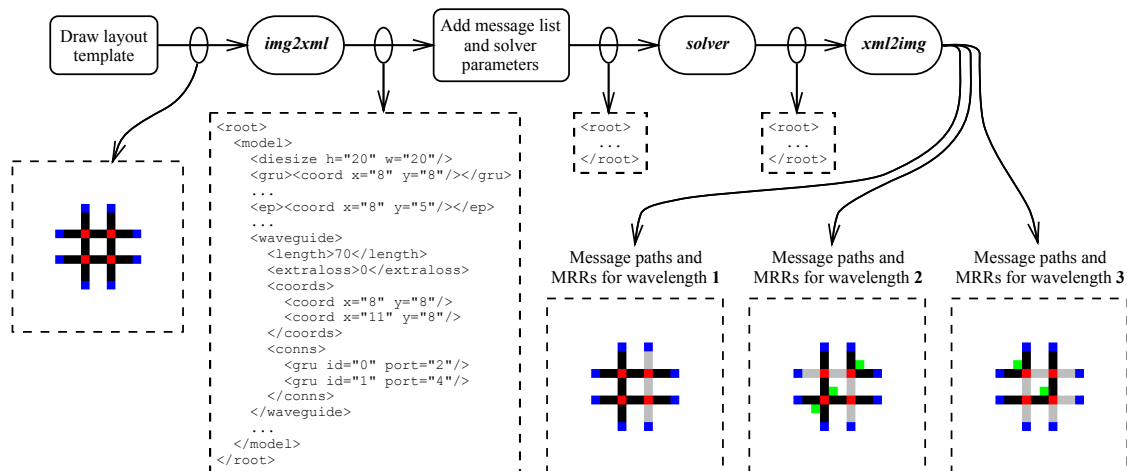 Draw layout
template
img2xml
Add message list
and solver
parameters
solver
xml2img
<root>
  <model>
    <diesize h="20" w="20"/>
    <gru><coord x="8" y="8"/></gru>
    ...
    <ep><coord x="8" y="5"/></ep>
    ...
    <waveguide>
      <length>70</length>
      <extraloss>0</extraloss>
      <coords>
        <coord x="8" y="8"/>
        <coord x="11" y="8"/>
      </coords>
      <conns>
        <gru id="0" port="2"/>
        <gru id="1" port="4"/>
      </conns>
    </waveguide>
    ...
  </model>
</root>
<root>
  ...
</root>
<root>
  ...
</root>
Message paths and
MRRs for wavelength 1
Message paths and
MRRs for wavelength 2
Message paths and
MRRs for wavelength 3